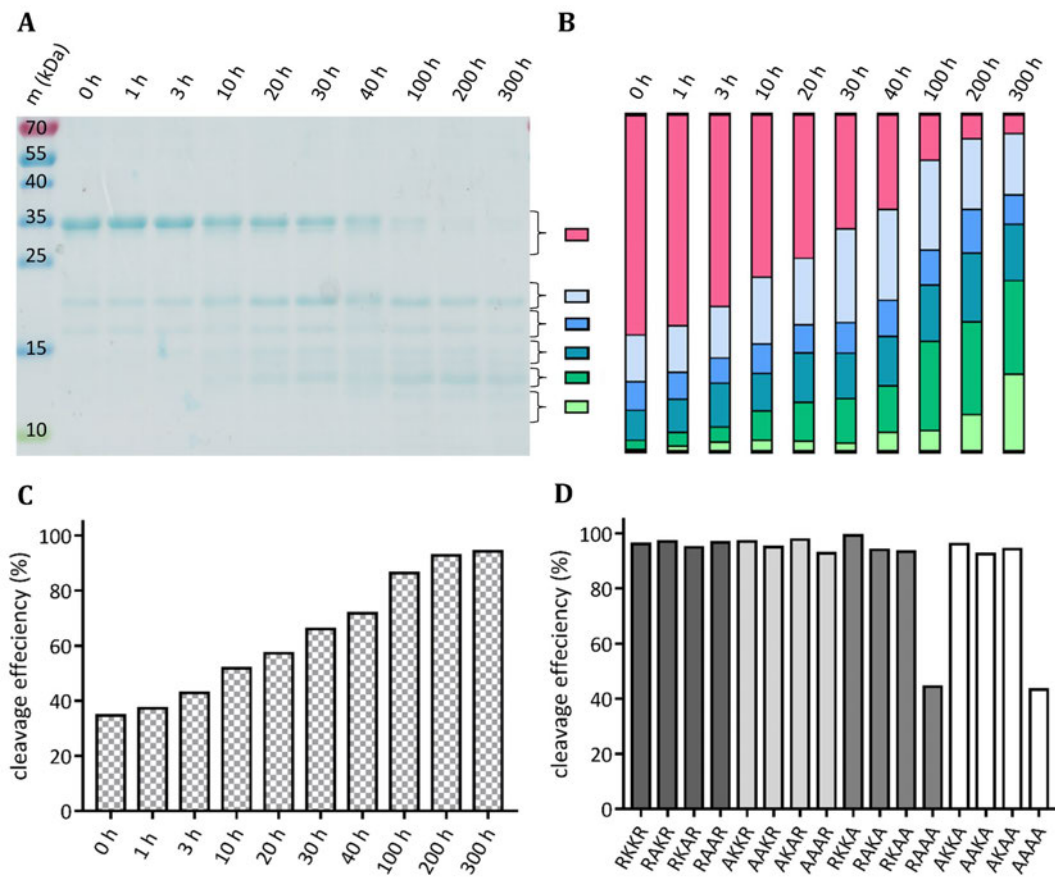 A
B
m (kDa)
0 h
1 h
3 h
10 h
20 h
30 h
40 h
100 h
200 h
300 h
0 h
1 h
3 h
10 h
20 h
30 h
40 h
100 h
200 h
300 h
70
55
40
35
25
15
10
C
D
cleavage effeciency (%)
100
80
60
40
20
0
0 h
1 h
3 h
10 h
20 h
30 h
40 h
100 h
200 h
300 h
cleavage effeciency (%)
100
80
60
40
20
0
RKKR
RAKR
RKAR
RAAR
AKKR
AAKR
AKAR
AAAR
RKKA
RAKA
RKAA
RAAA
AKKA
AAKA
AKAA
AAAA